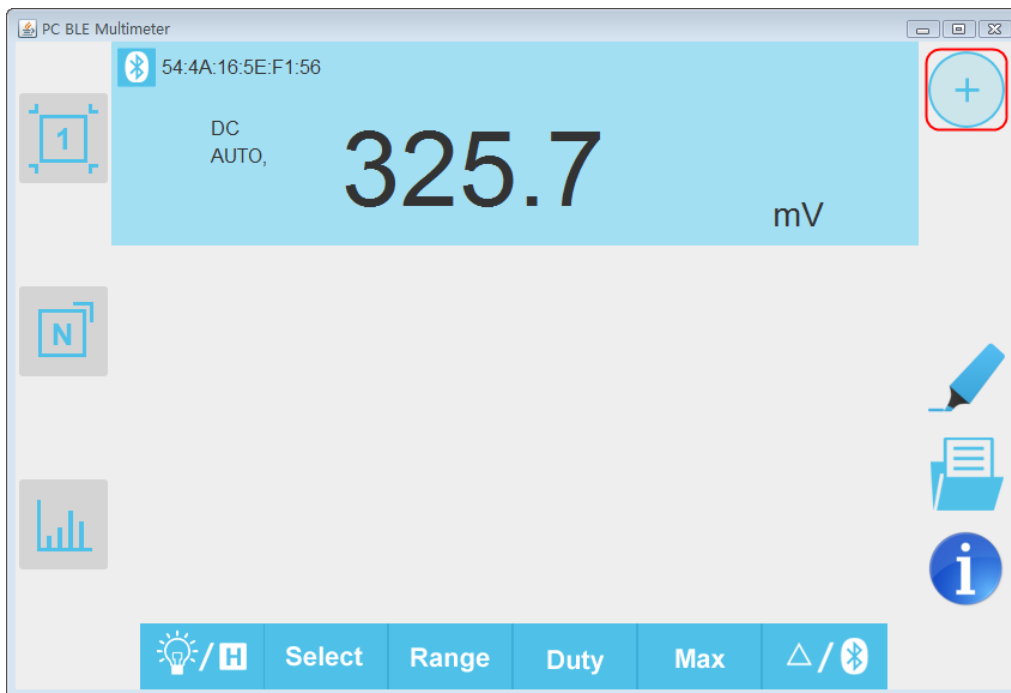 PC BLE Multimeter
54:4A:16:5E:F1:56
DC
AUTO,
325.7
mV
1
N
i
/H Select Range Duty Max △/